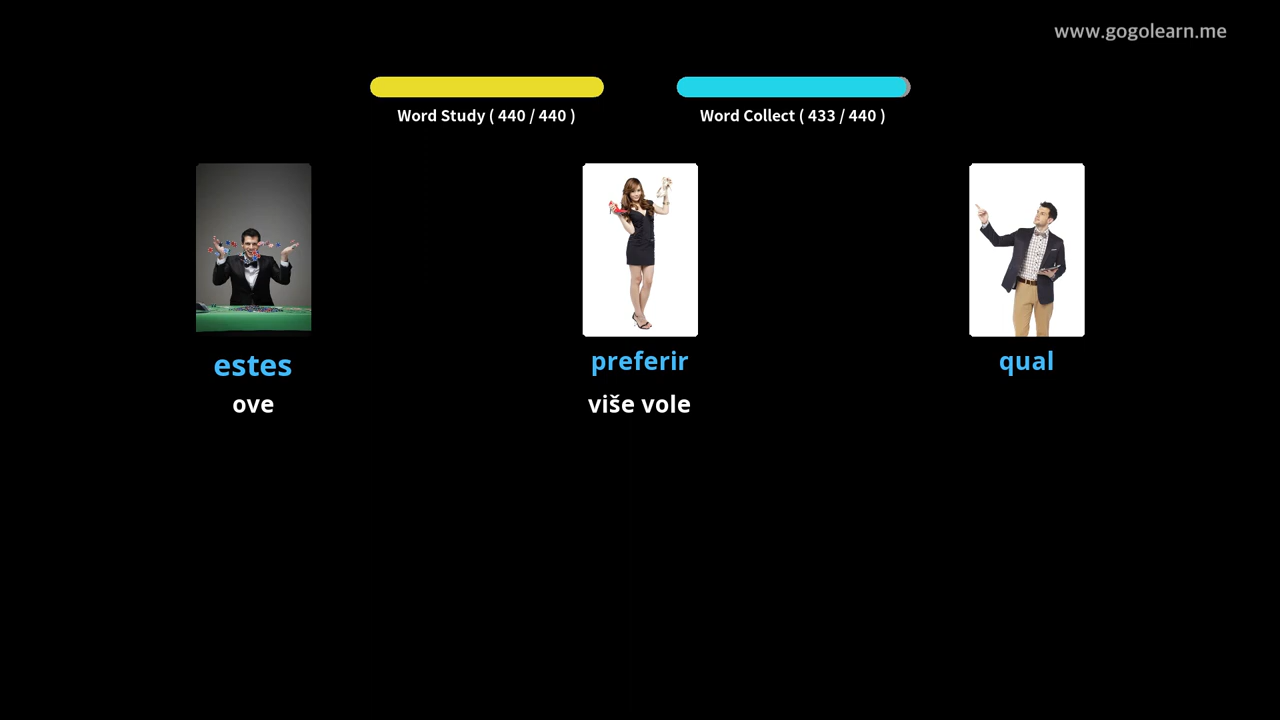 www.gogolearn.me
Word Study ( 440 / 440 )
Word Collect ( 433 / 440 )
estes
preferir
qual
ove
više vole